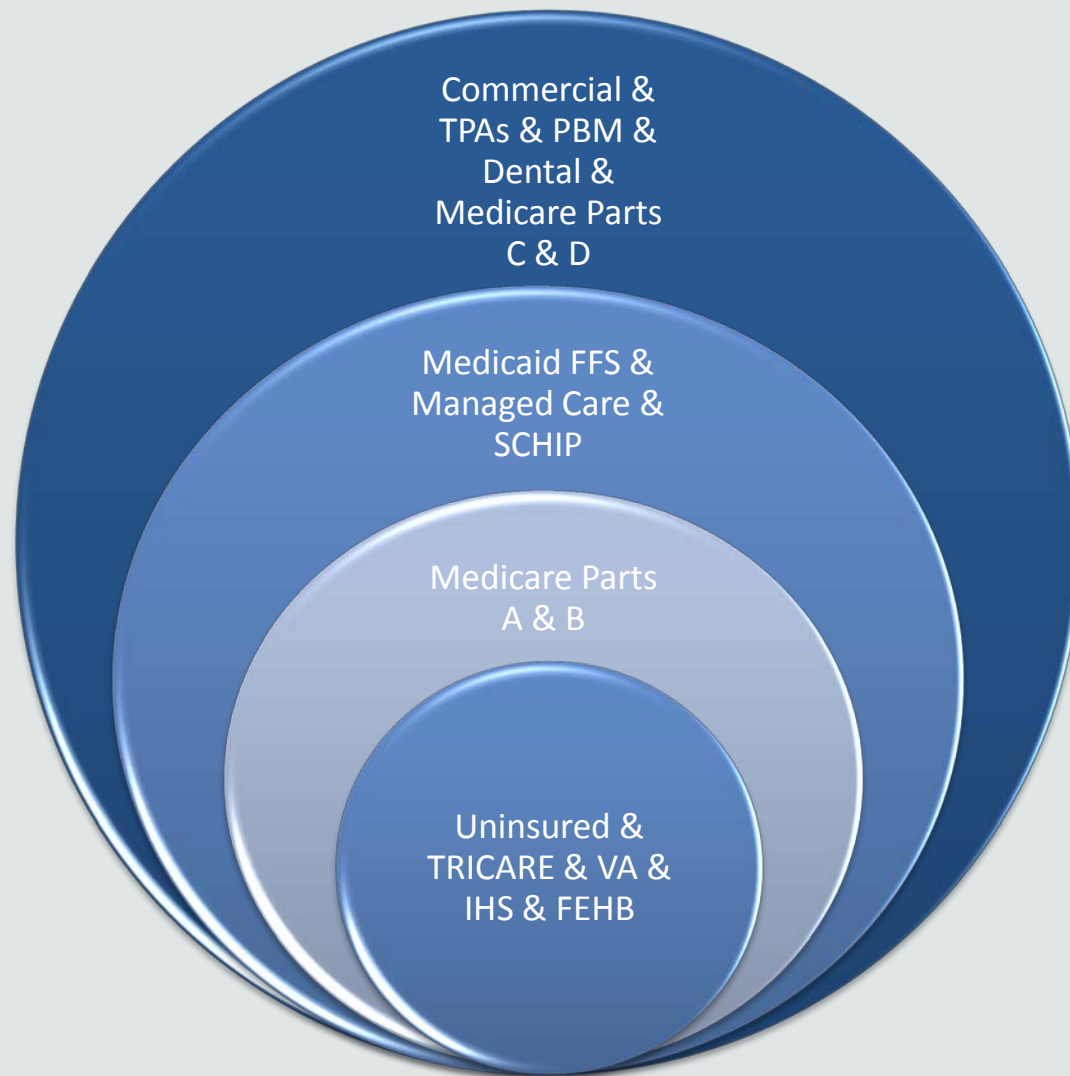 Commercial &
TPAs & PBM &
Dental &
Medicare Parts
C & D
Medicaid FFS &
Managed Care &
SCHIP
Medicare Parts
A & B
Uninsured &
TRICARE & VA &
IHS & FEHB